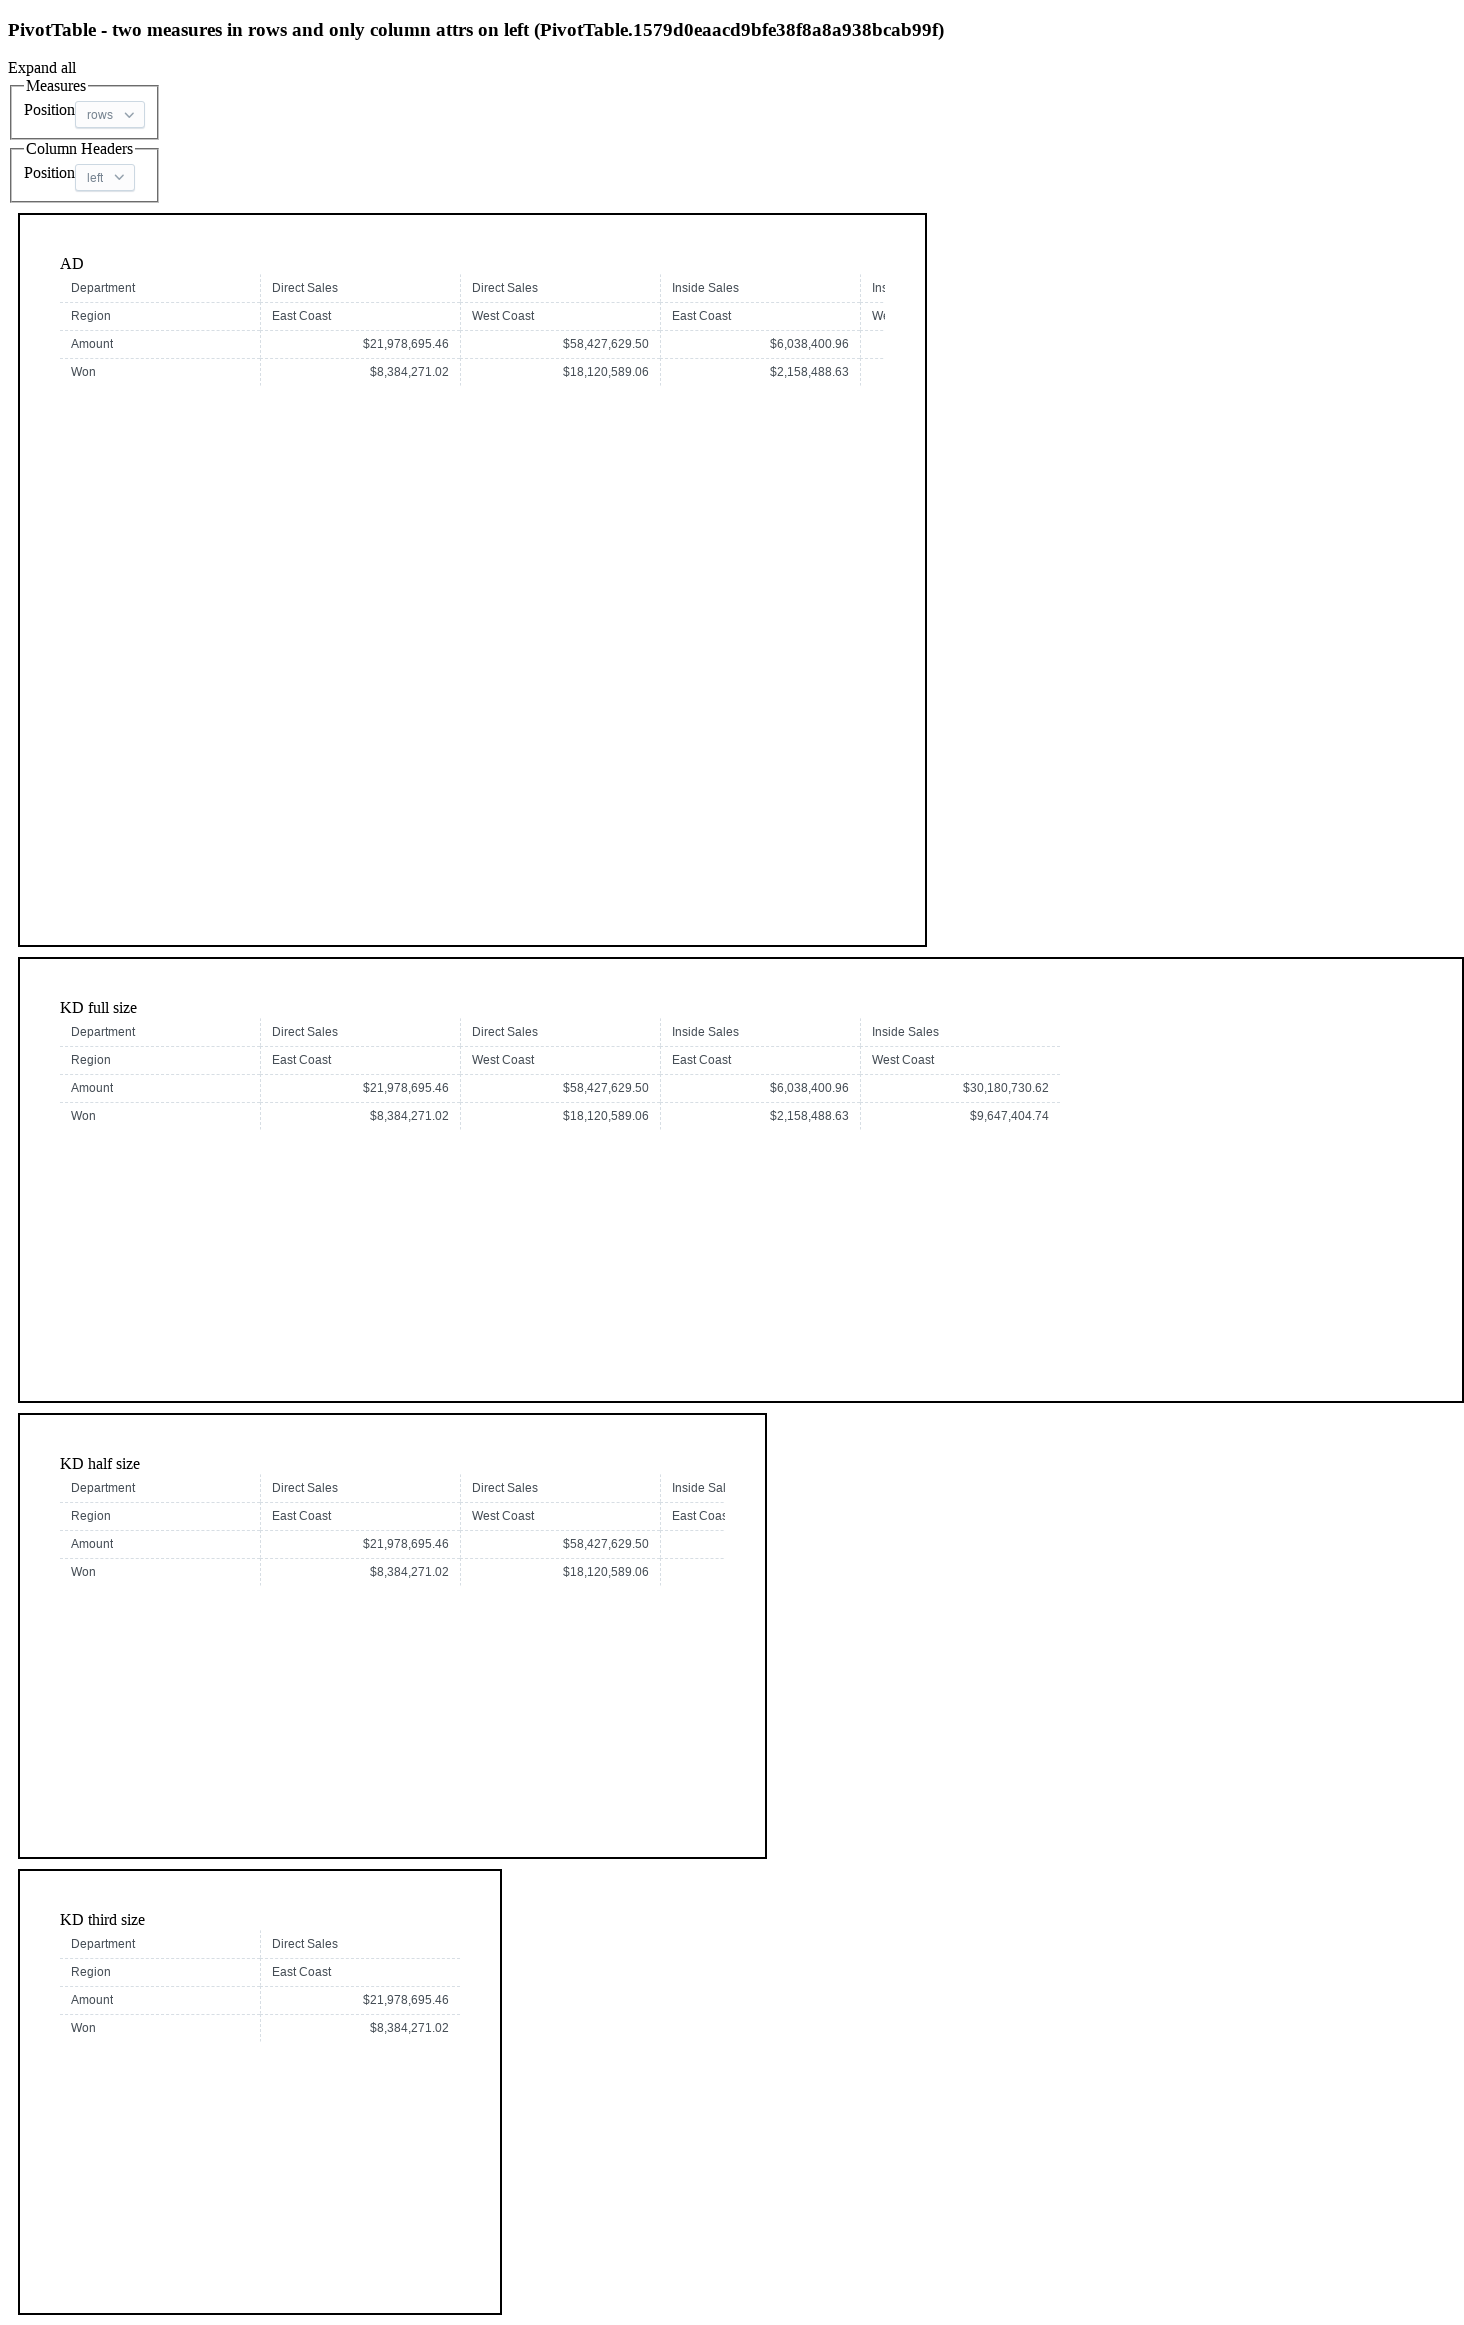 PivotTable - two measures in rows and only column attrs on left (PivotTable.1579d0eaacd9bfe38f8a8a938bcab99f)
Expand all
Measures
Position rows
Column Headers
Position left
AD
Department Direct Sales Direct Sales Inside Sales Ins
Region East Coast West Coast East Coast We
Amount $21,978,695.46 $58,427,629.50 $6,038,400.96
Won $8,384,271.02 $18,120,589.06 $2,158,488.63
KD full size
Department Direct Sales Direct Sales Inside Sales Inside Sales
Region East Coast West Coast East Coast West Coast
Amount $21,978,695.46 $58,427,629.50 $6,038,400.96 $30,180,730.62
Won $8,384,271.02 $18,120,589.06 $2,158,488.63 $9,647,404.74
KD half size
Department Direct Sales Direct Sales Inside Sal
Region East Coast West Coast East Coas
Amount $21,978,695.46 $58,427,629.50
Won $8,384,271.02 $18,120,589.06
KD third size
Department Direct Sales
Region East Coast
Amount $21,978,695.46
Won $8,384,271.02